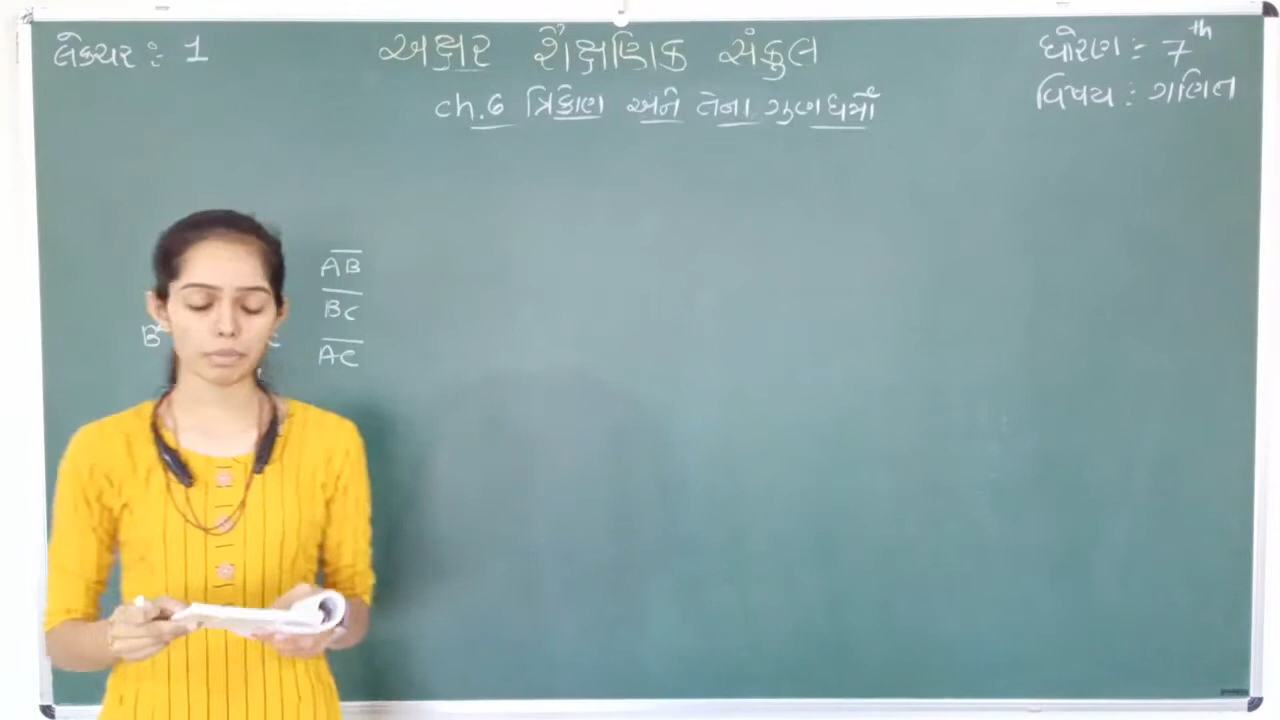 લેક્ચર : 1
અક્ષર શૈક્ષણિક સંકુલ
ધોરણ : 7th
ch.6 ત્રિકોણ અને તેના ગુણધર્મો
વિષય : ગણિત
AB
BC
AC
B
C